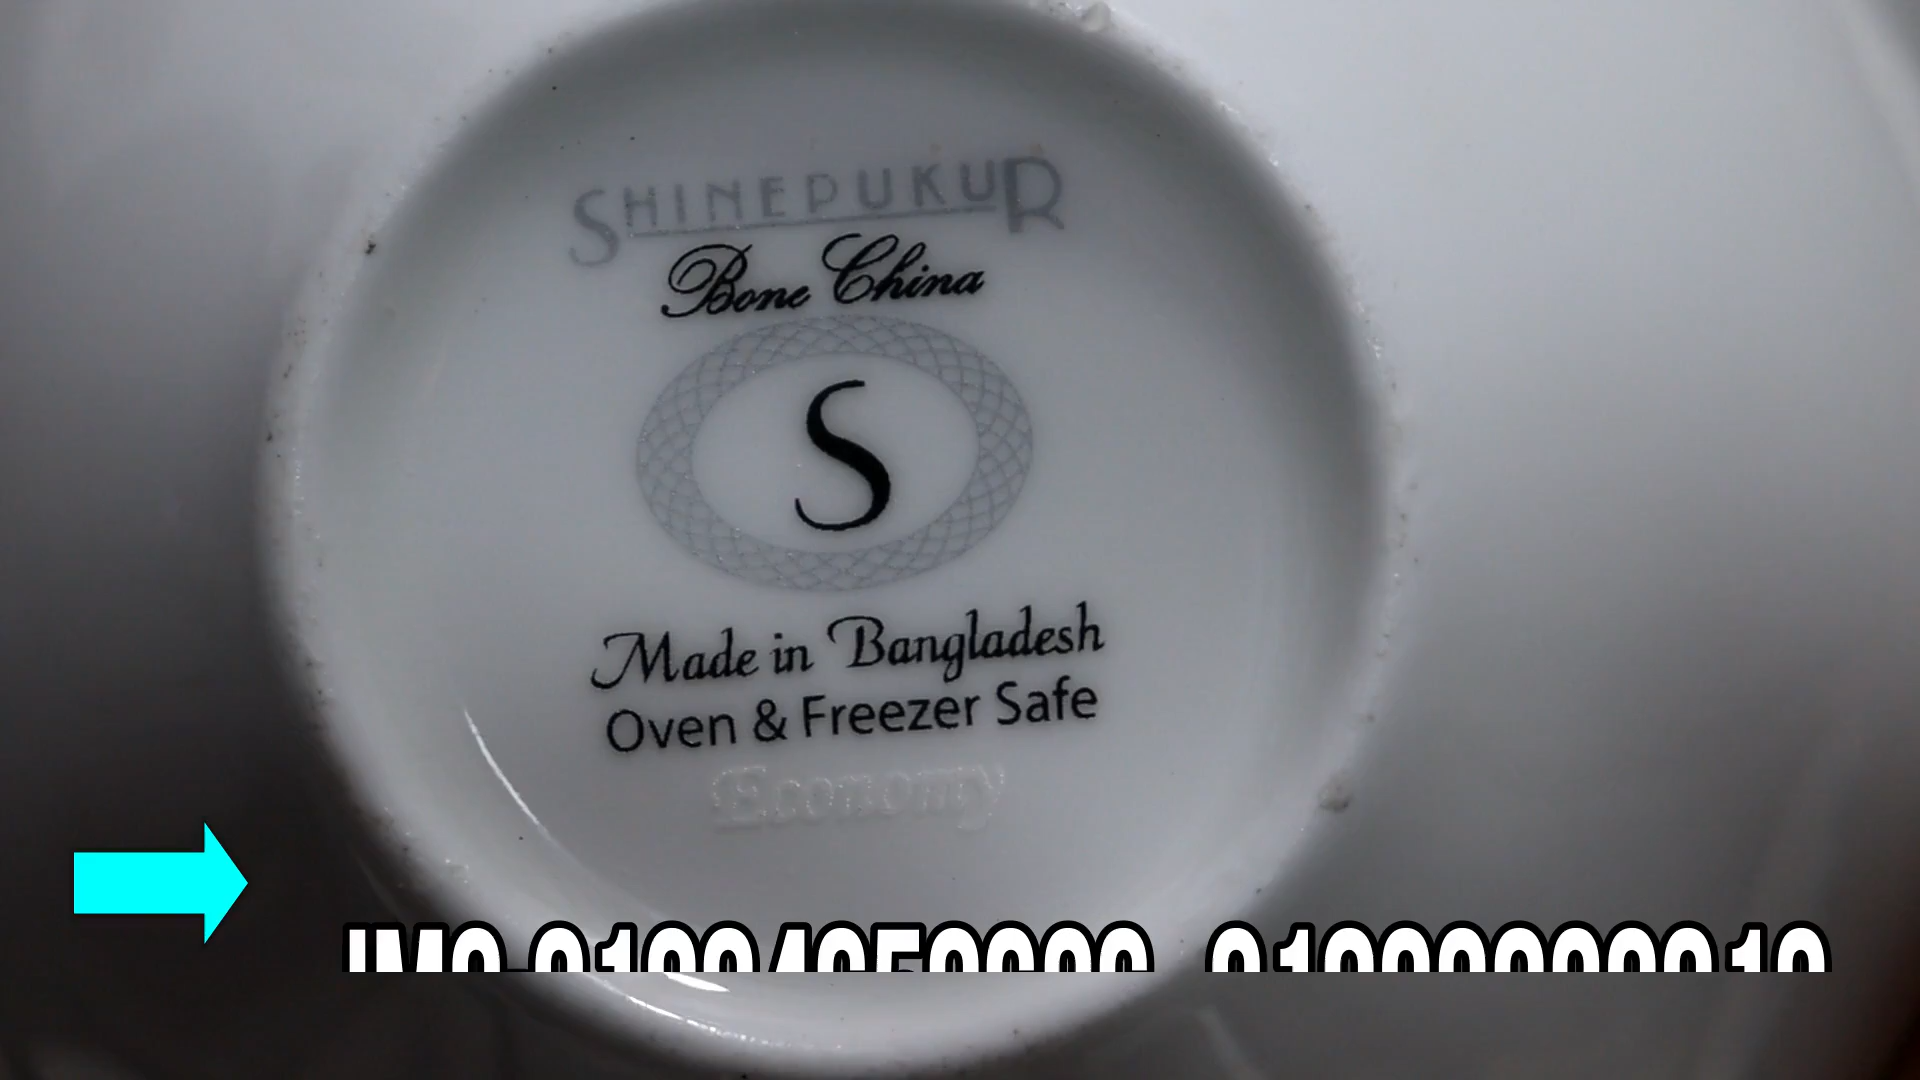 SHINEPUKUR
Bone China
S
Made in Bangladesh
Oven & Freezer Safe
Economy